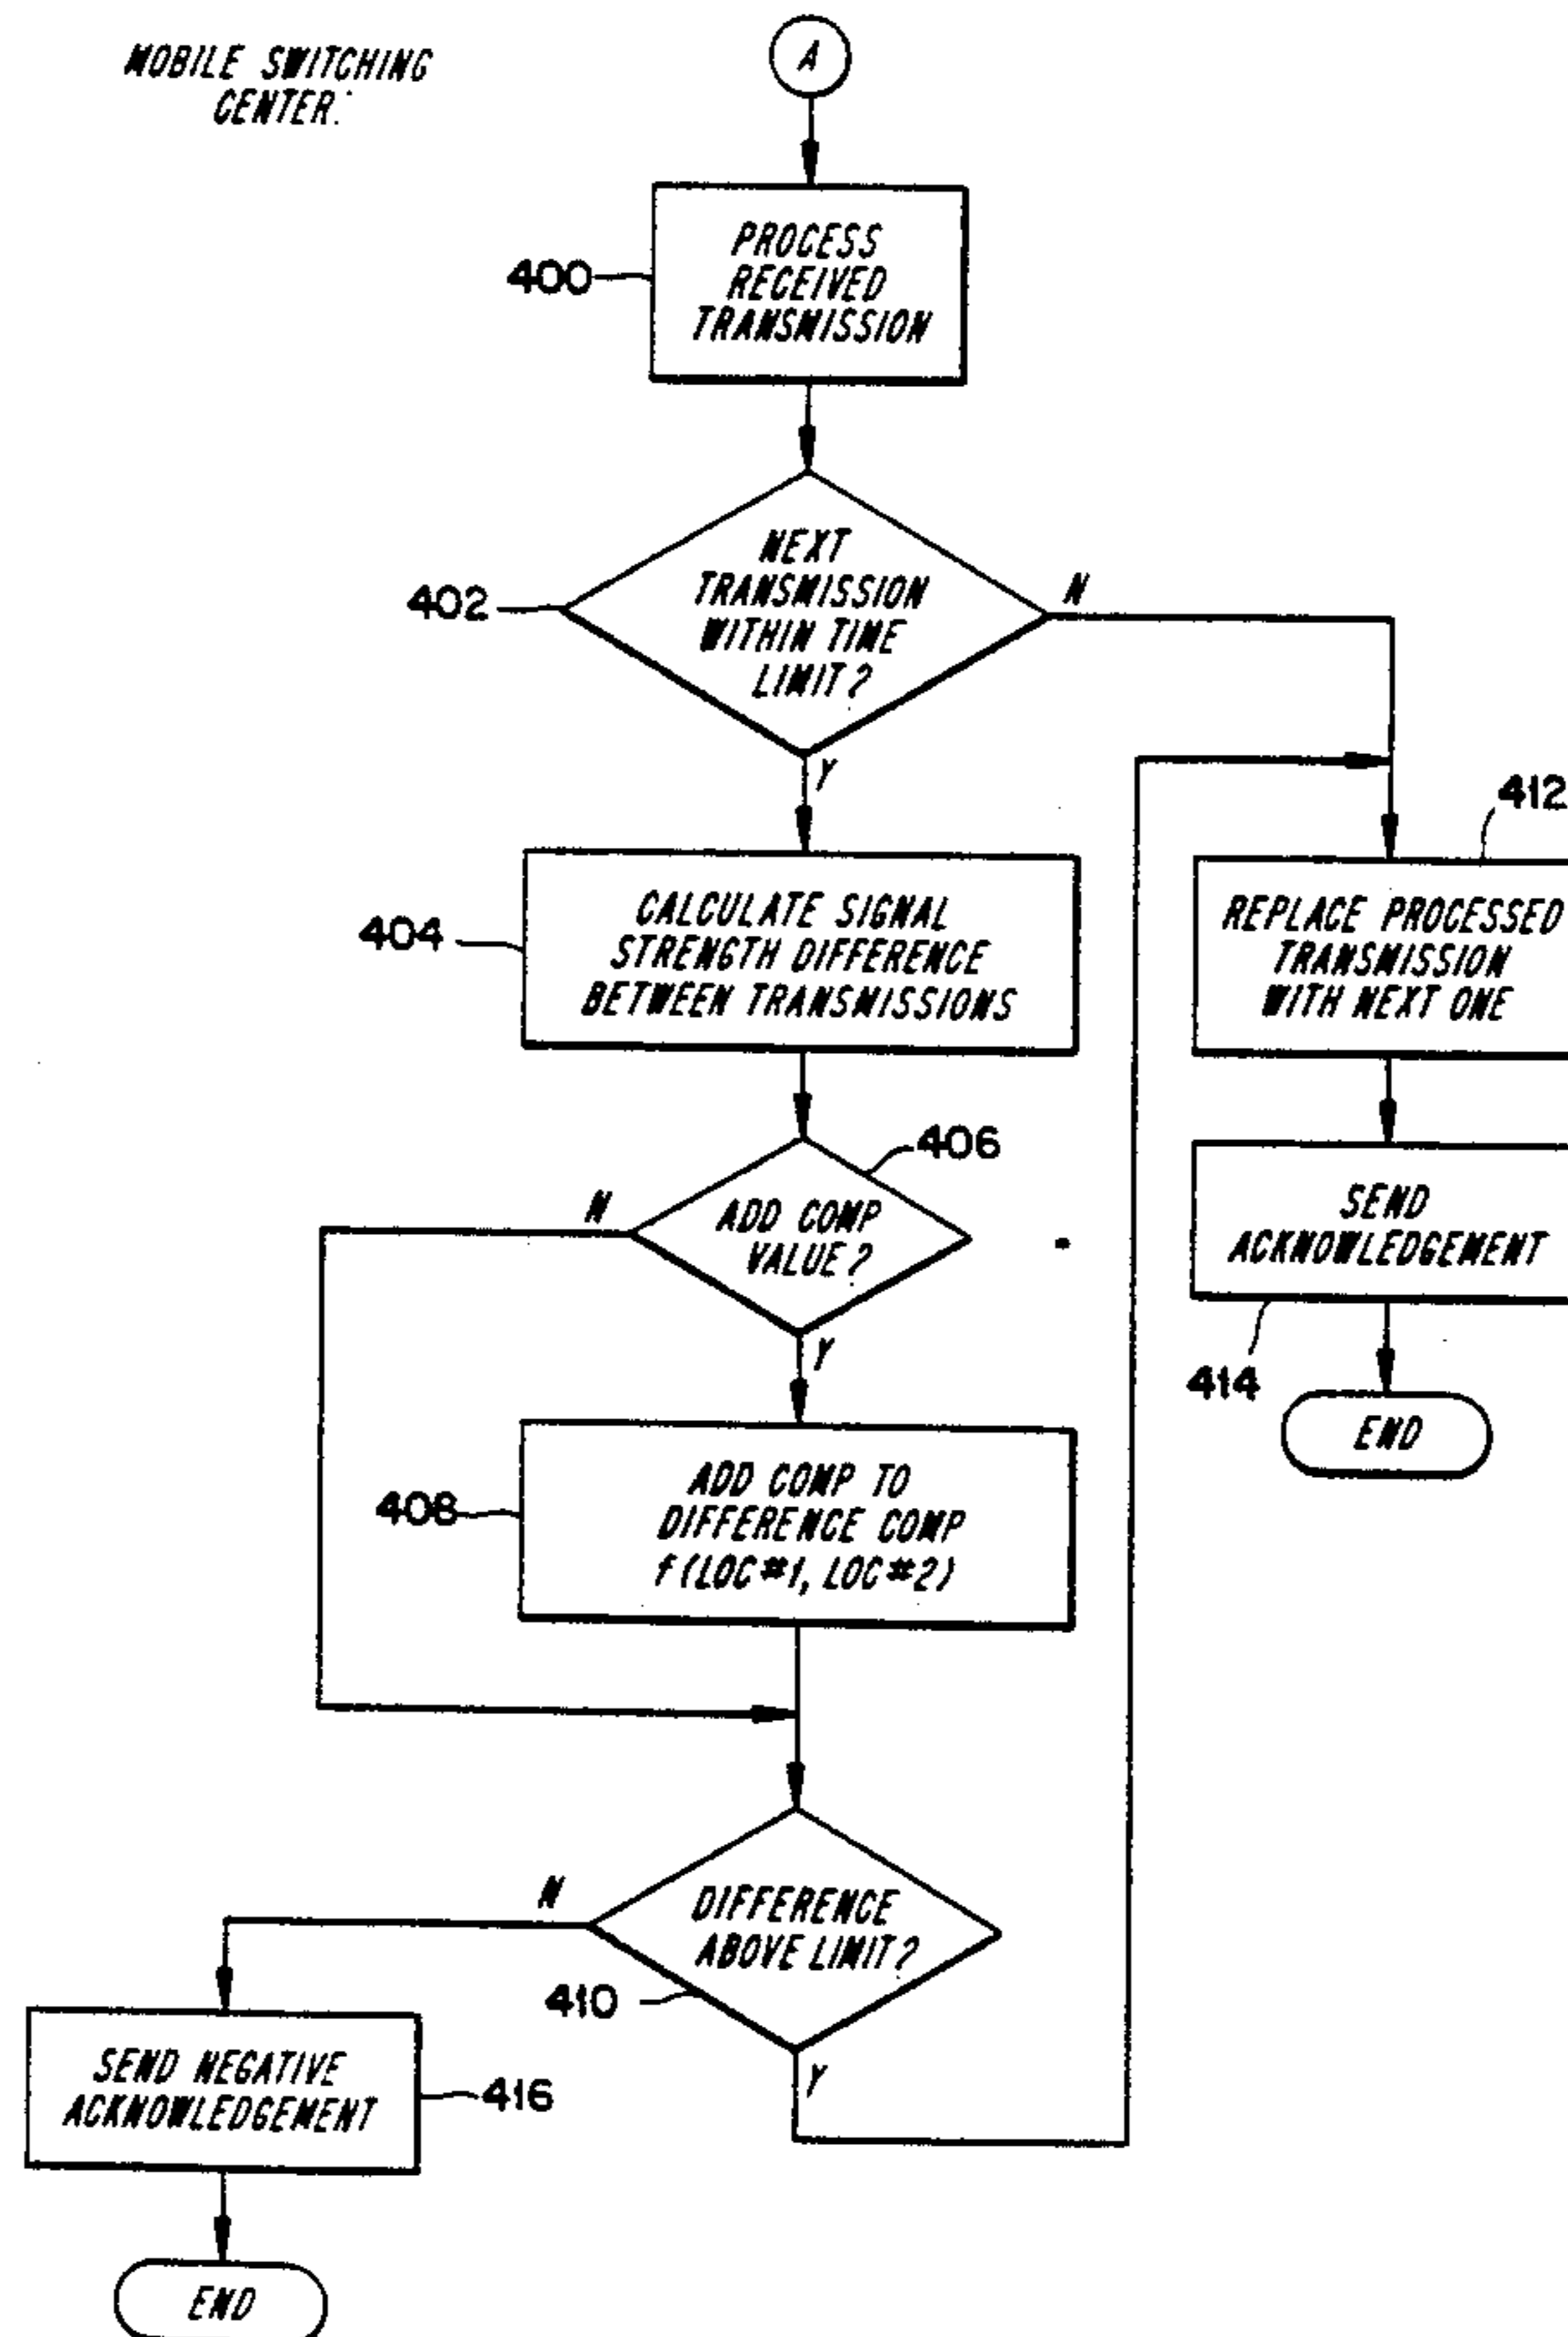 MOBILE SWITCHING
CENTER:
A
400
PROCESS
RECEIVED
TRANSMISSION
402
NEXT
TRANSMISSION
WITHIN TIME
LIMIT?
N
Y
404
CALCULATE SIGNAL
STRENGTH DIFFERENCE
BETWEEN TRANSMISSIONS
412
REPLACE PROCESSED
TRANSMISSION
WITH NEXT ONE
406
N
ADD COMP
VALUE?
Y
SEND
ACKNOWLEDGEMENT
414
END
408
ADD COMP TO
DIFFERENCE COMP
f(LOC#1, LOC#2)
N
DIFFERENCE
ABOVE LIMIT?
410
Y
SEND NEGATIVE
ACKNOWLEDGEMENT
416
END